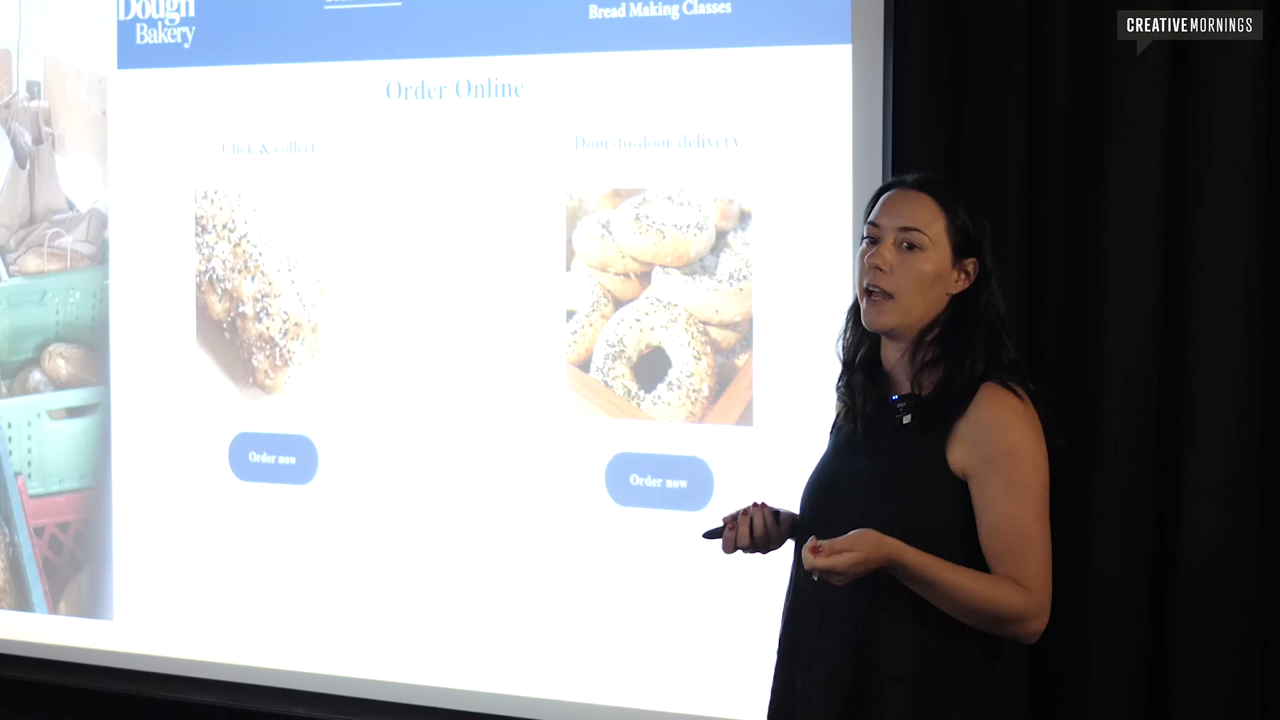 CREATIVEMORNINGS
Dough
Bakery
Bread Making Classes
Order Online
Click & collect
Door-to-door delivery
Order now
Order now